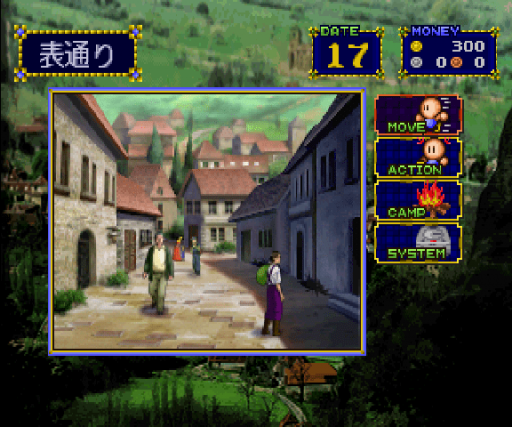 表通り
DATE
17
MONEY
300
0 0
MOVE
ACTION
CAMP
SYSTEM